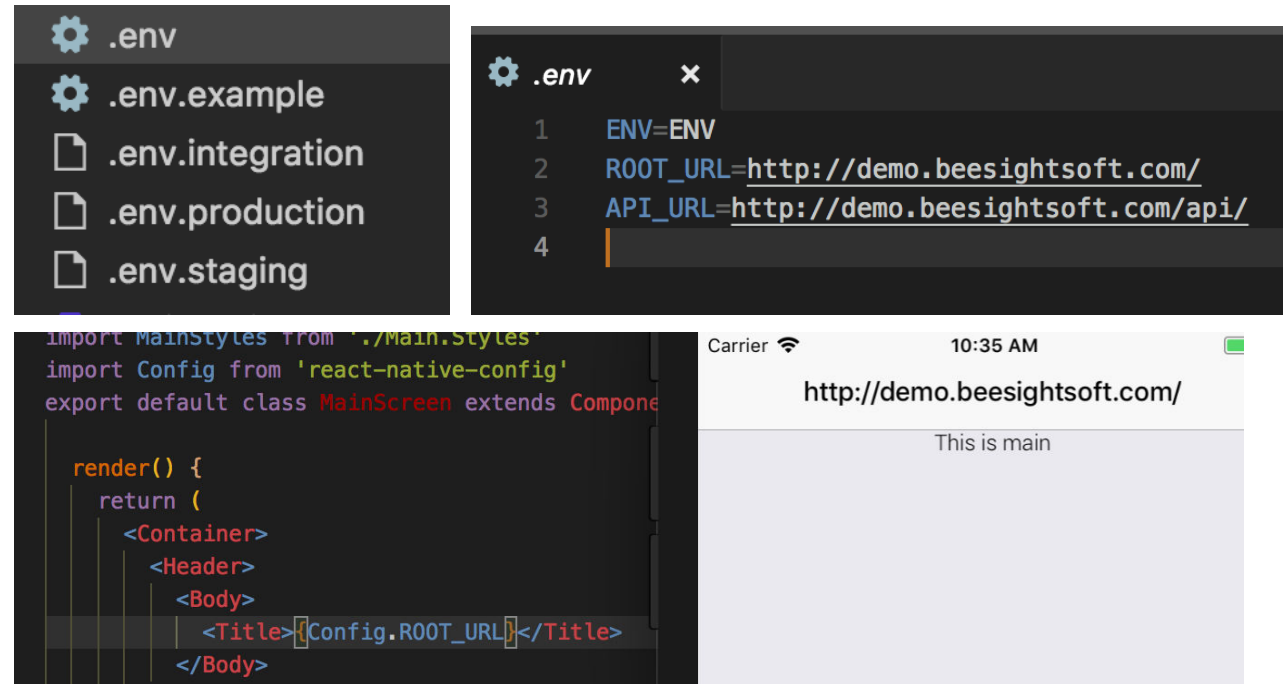 .env
.env.example
.env.integration
.env.production
.env.staging
.env
1 ENV=ENV
2 ROOT_URL=http://demo.beesightsoft.com/
3 API_URL=http://demo.beesightsoft.com/api/
4
import MainStyles from './Main.Styles'
import Config from 'react-native-config'
export default class MainScreen extends Compone
render() {
return (
<Container>
<Header>
<Body>
<Title>{Config.ROOT_URL}</Title>
</Body>
Carrier 10:35 AM
http://demo.beesightsoft.com/
This is main